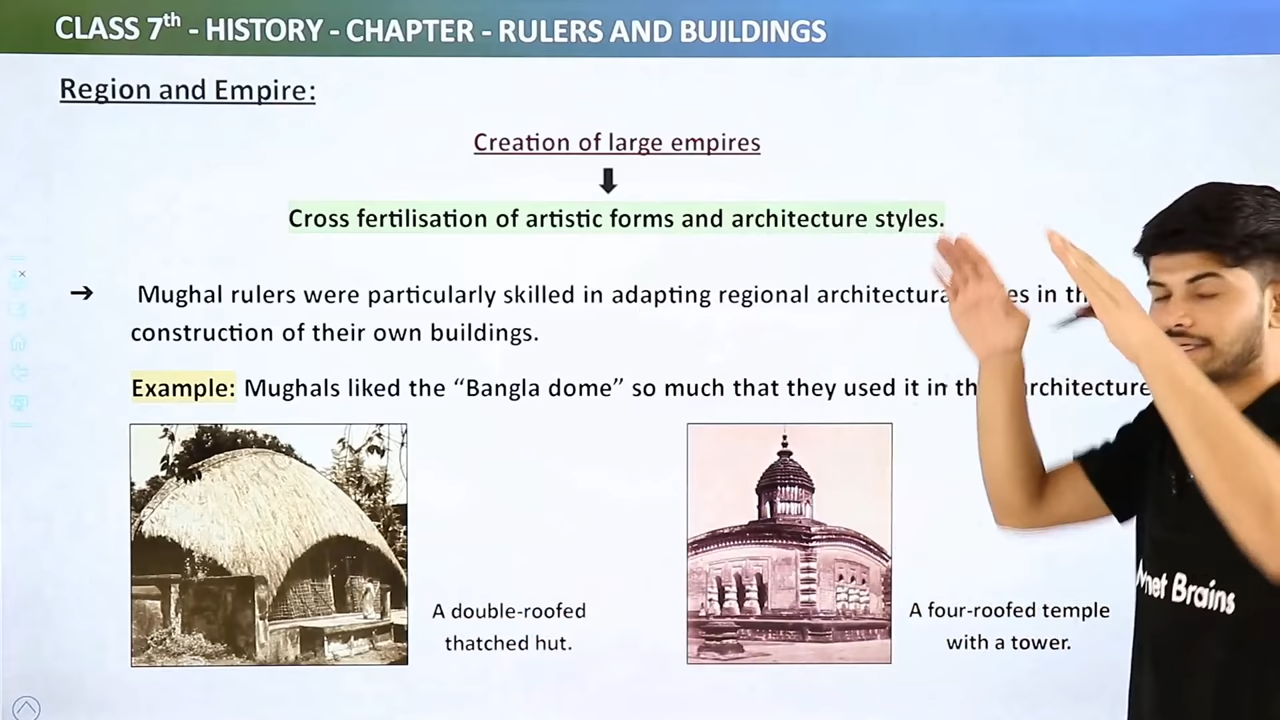 CLASS 7th - HISTORY - CHAPTER - RULERS AND BUILDINGS
Region and Empire:
Creation of large empires
Cross fertilisation of artistic forms and architecture styles.
➔ Mughal rulers were particularly skilled in adapting regional in
construction of their own buildings.
Example: Mughals liked the “Bangla dome” so much that they used it in
A double-roofed
thatched hut.
A four-roofed temple
with a tower.
Brains